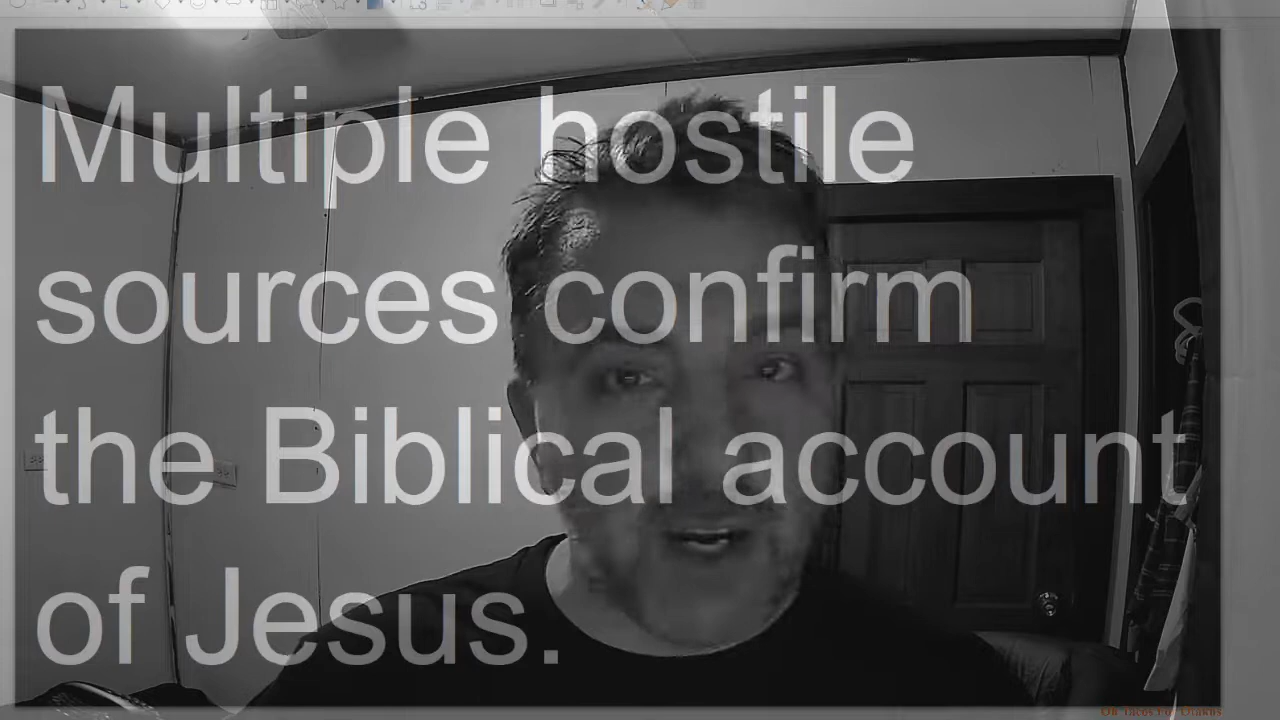 Multiple hostile
sources confirm
the Biblical account
of Jesus.